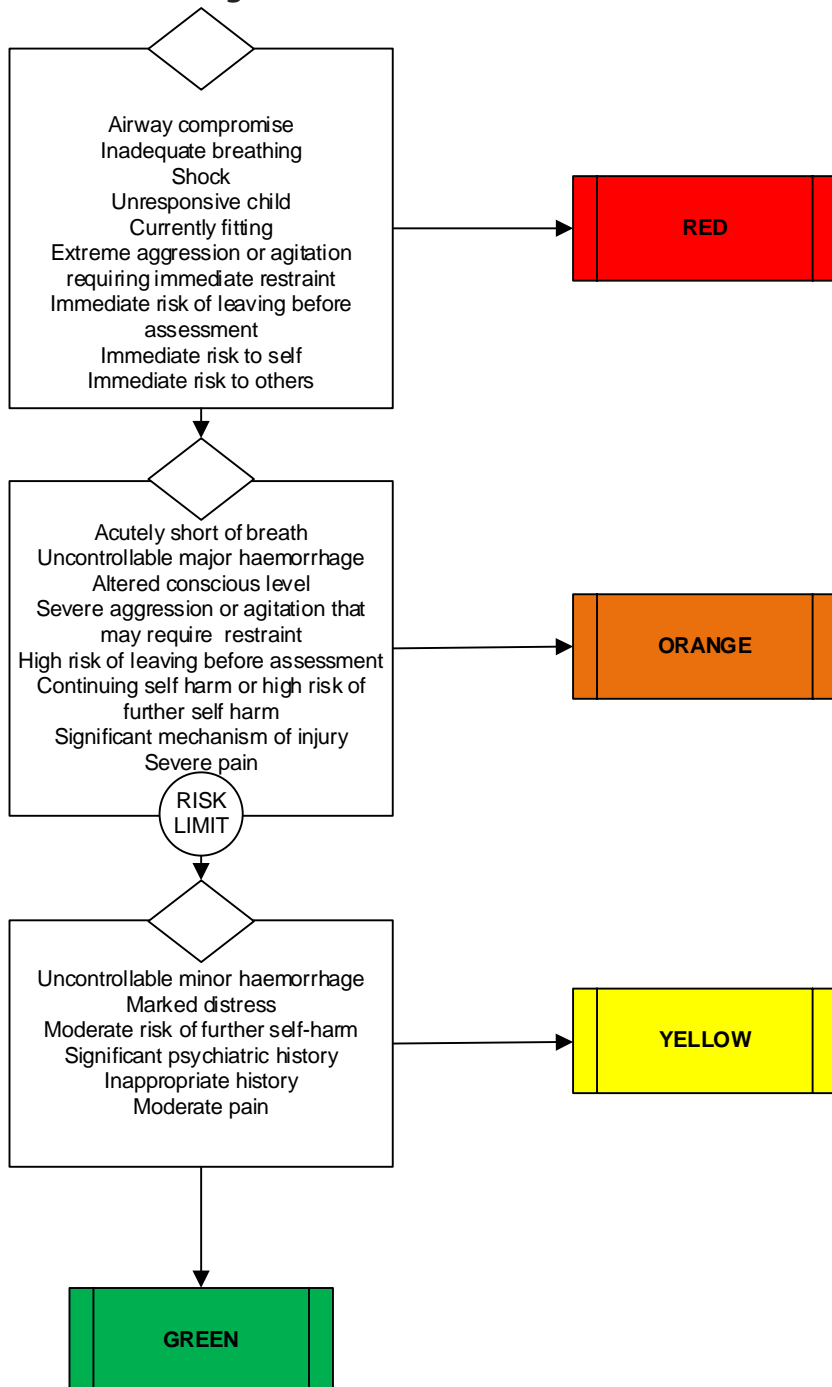 Airway compromise
Inadequate breathing
Shock
Unresponsive child
Currently fitting
Extreme aggression or agitation
requiring immediate restraint
Immediate risk of leaving before
assessment
Immediate risk to self
Immediate risk to others
RED
Acutely short of breath
Uncontrollable major haemorrhage
Altered conscious level
Severe aggression or agitation that
may require restraint
High risk of leaving before assessment
Continuing self harm or high risk of
further self harm
Significant mechanism of injury
Severe pain
ORANGE
RISK
LIMIT
Uncontrollable minor haemorrhage
Marked distress
Moderate risk of further self-harm
Significant psychiatric history
Inappropriate history
Moderate pain
YELLOW
GREEN